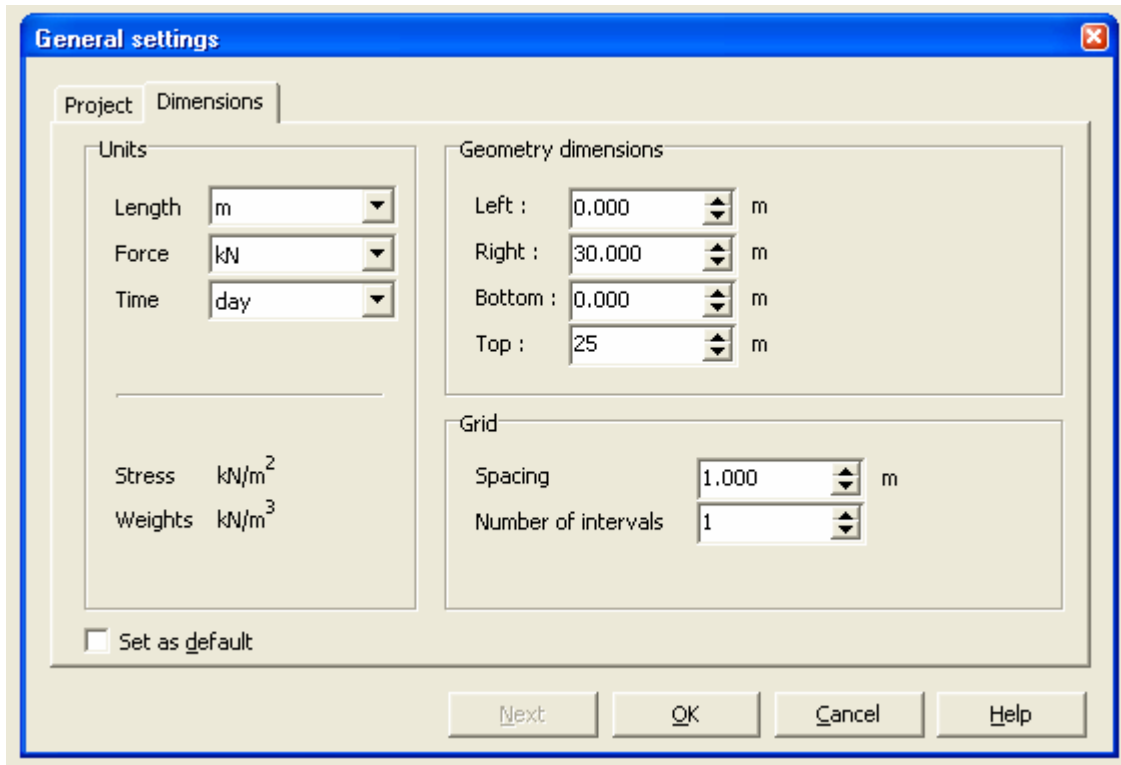 General settings
Project Dimensions
Units
Length m
Force kN
Time day
Stress kN/m²
Weights kN/m³
Geometry dimensions
Left : 0.000 m
Right : 30.000 m
Bottom : 0.000 m
Top : 25 m
Grid
Spacing 1.000 m
Number of intervals 1
Set as default
Next OK Cancel Help